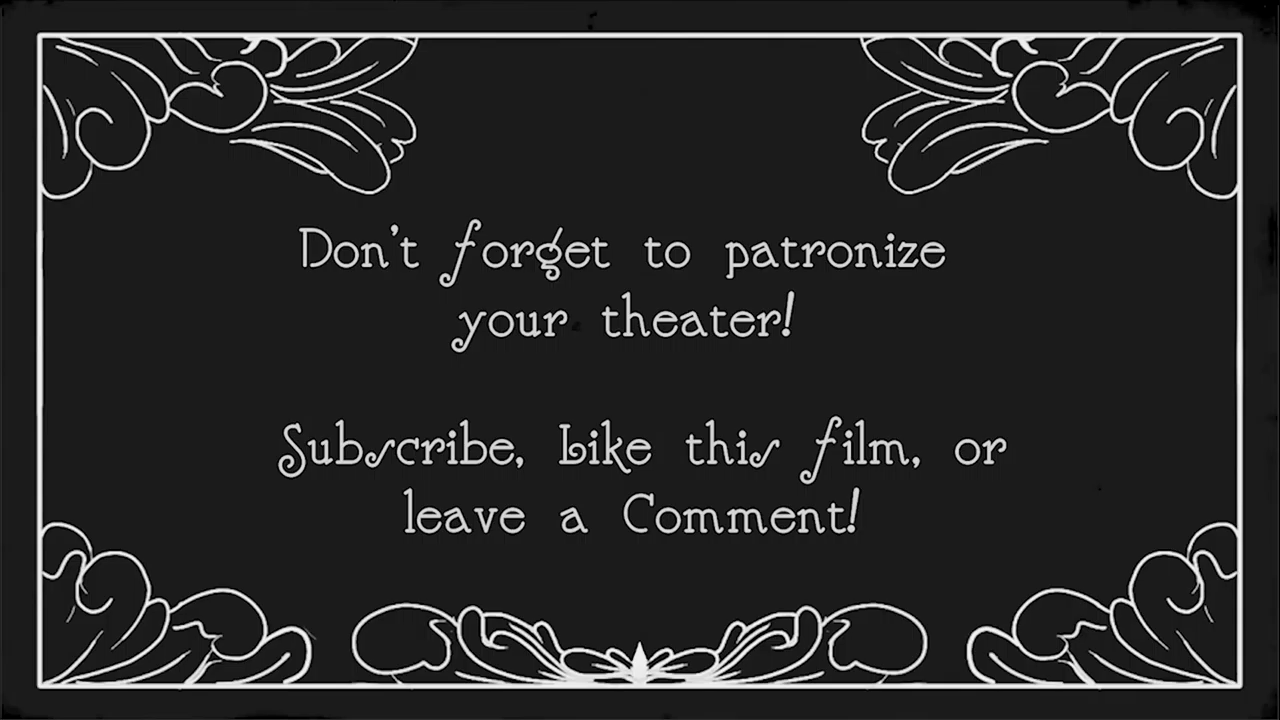 Don't forget to patronize
your theater!
Subscribe, Like this film, or
leave a Comment!